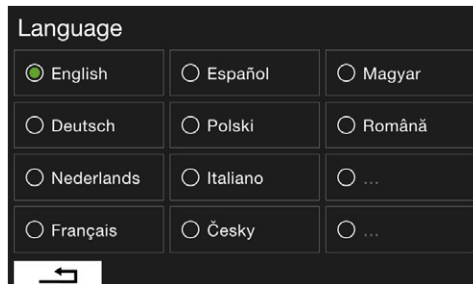 Language
English
Español
Magyar
Deutsch
Polski
Română
Nederlands
Italiano
...
Français
Česky
...